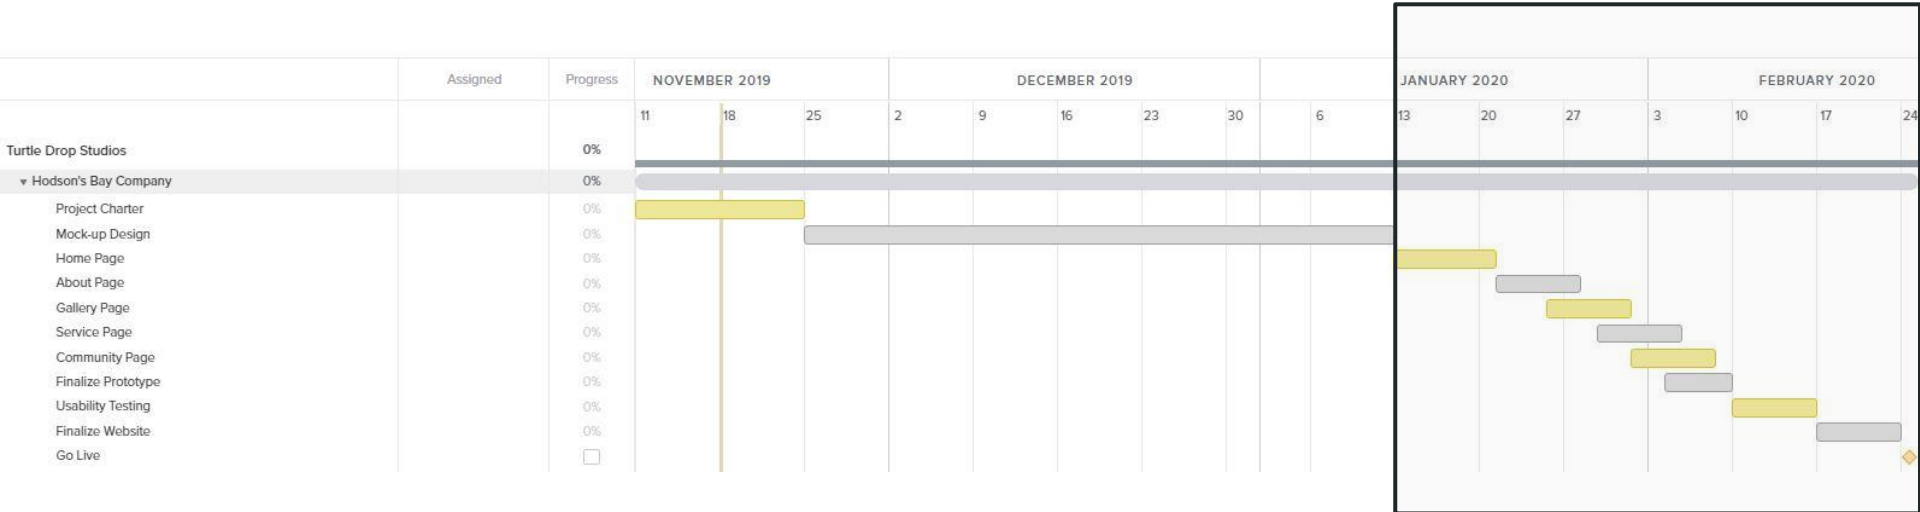 Assigned Progress NOVEMBER 2019 DECEMBER 2019 JANUARY 2020 FEBRUARY 2020
11 18 25 2 9 16 23 30 6 13 20 27 3 10 17 24
Turtle Drop Studios 0%
Hodson's Bay Company 0%
Project Charter 0%
Mock-up Design 0%
Home Page 0%
About Page 0%
Gallery Page 0%
Service Page 0%
Community Page 0%
Finalize Prototype 0%
Usability Testing 0%
Finalize Website 0%
Go Live